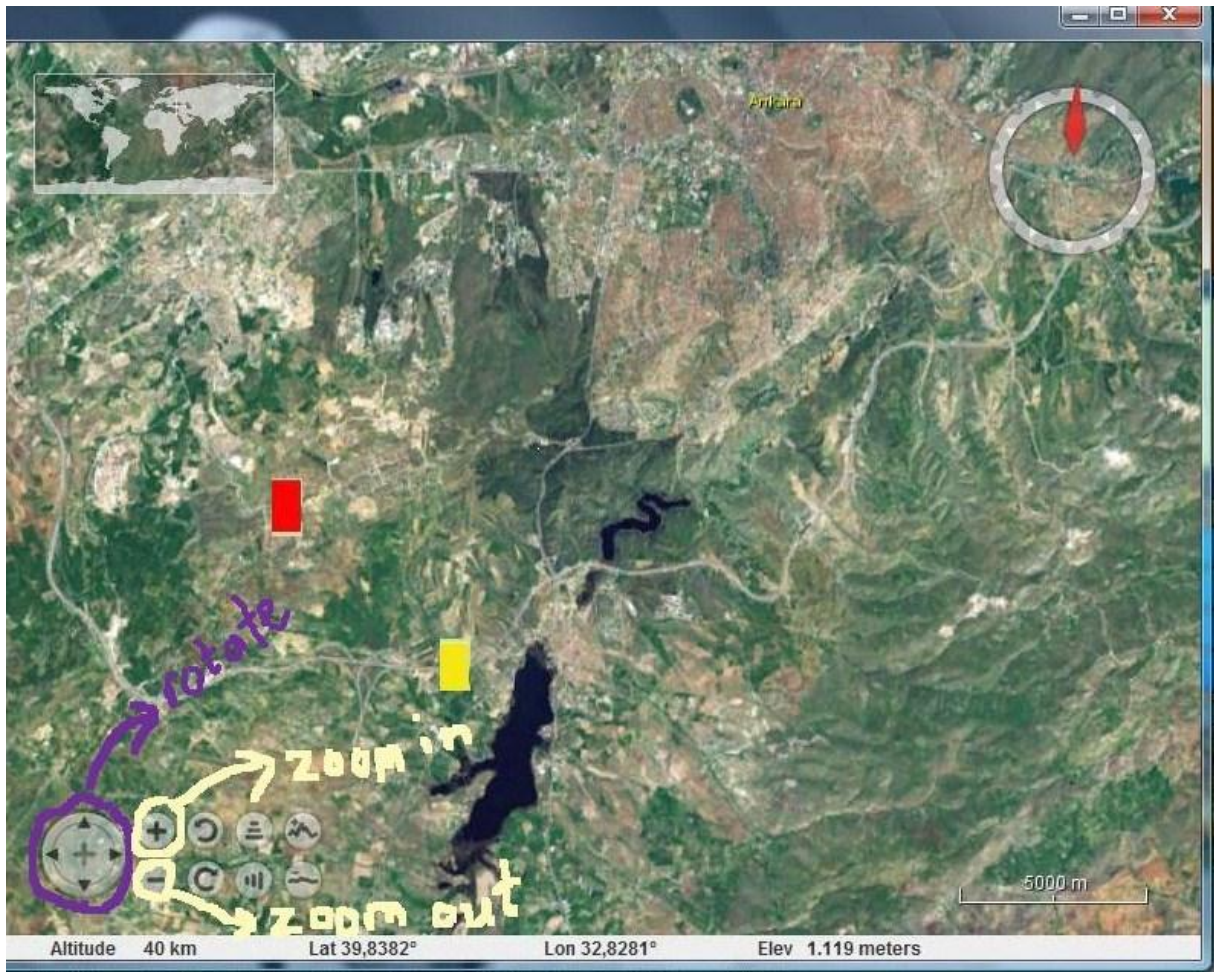 Ankara
rotate
zoom in
zoom out
5000 m
Altitude 40 km Lat 39,8382° Lon 32,8281° Elev 1.119 meters